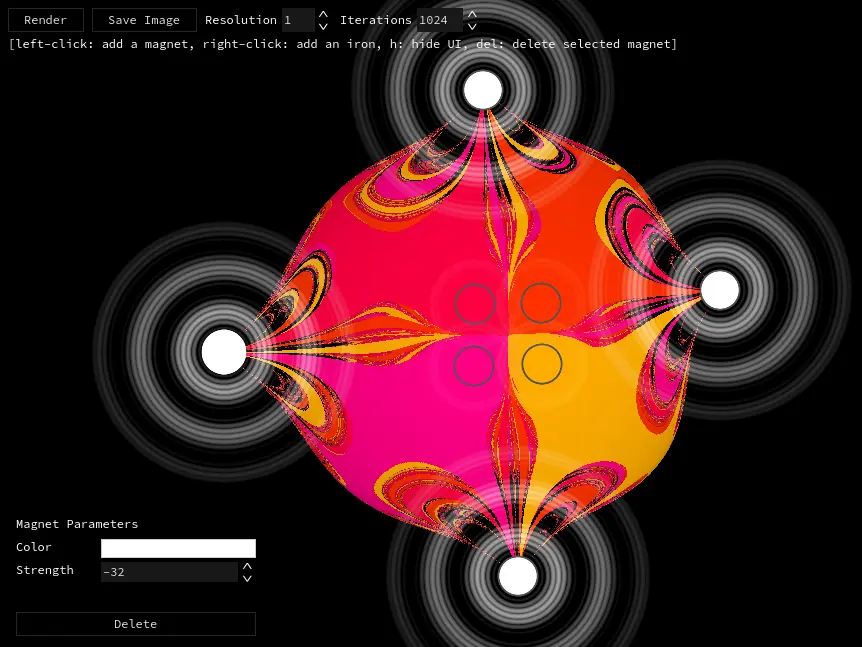 Render Save Image Resolution 1 Iterations 1024
[left-click: add a magnet, right-click: add an iron, h: hide UI, del: delete selected magnet]
Magnet Parameters
Color
Strength -32
Delete